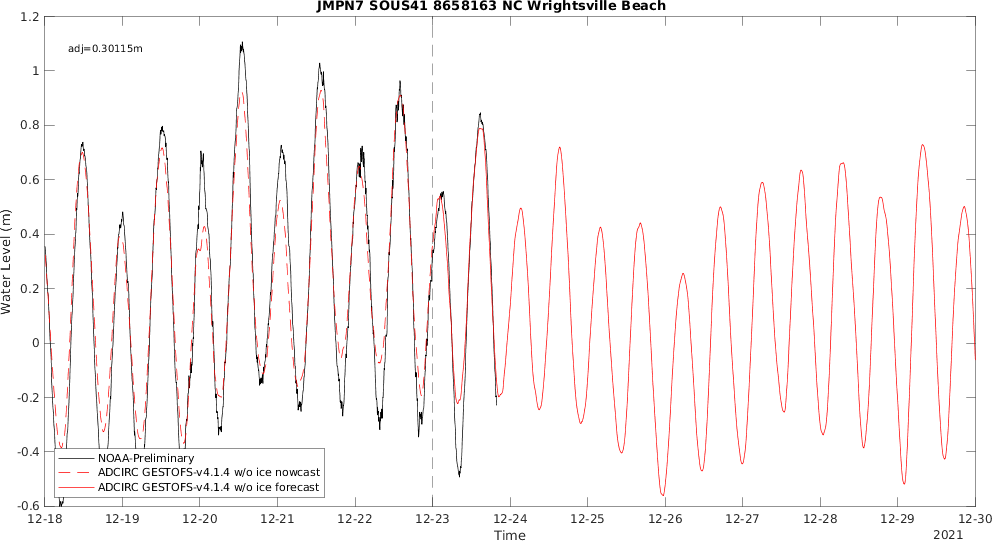 JMPN7 SOUS41 8658163 NC Wrightsville Beach
1.2
adj=0.30115m
1
0.8
0.6
0.4
0.2
0
-0.2
-0.4
-0.6
Water Level (m)
NOAA-Preliminary
ADCIRC GESTOFS-v4.1.4 w/o ice nowcast
ADCIRC GESTOFS-v4.1.4 w/o ice forecast
12-18 12-19 12-20 12-21 12-22 12-23 12-24 12-25 12-26 12-27 12-28 12-29 12-30
Time
2021